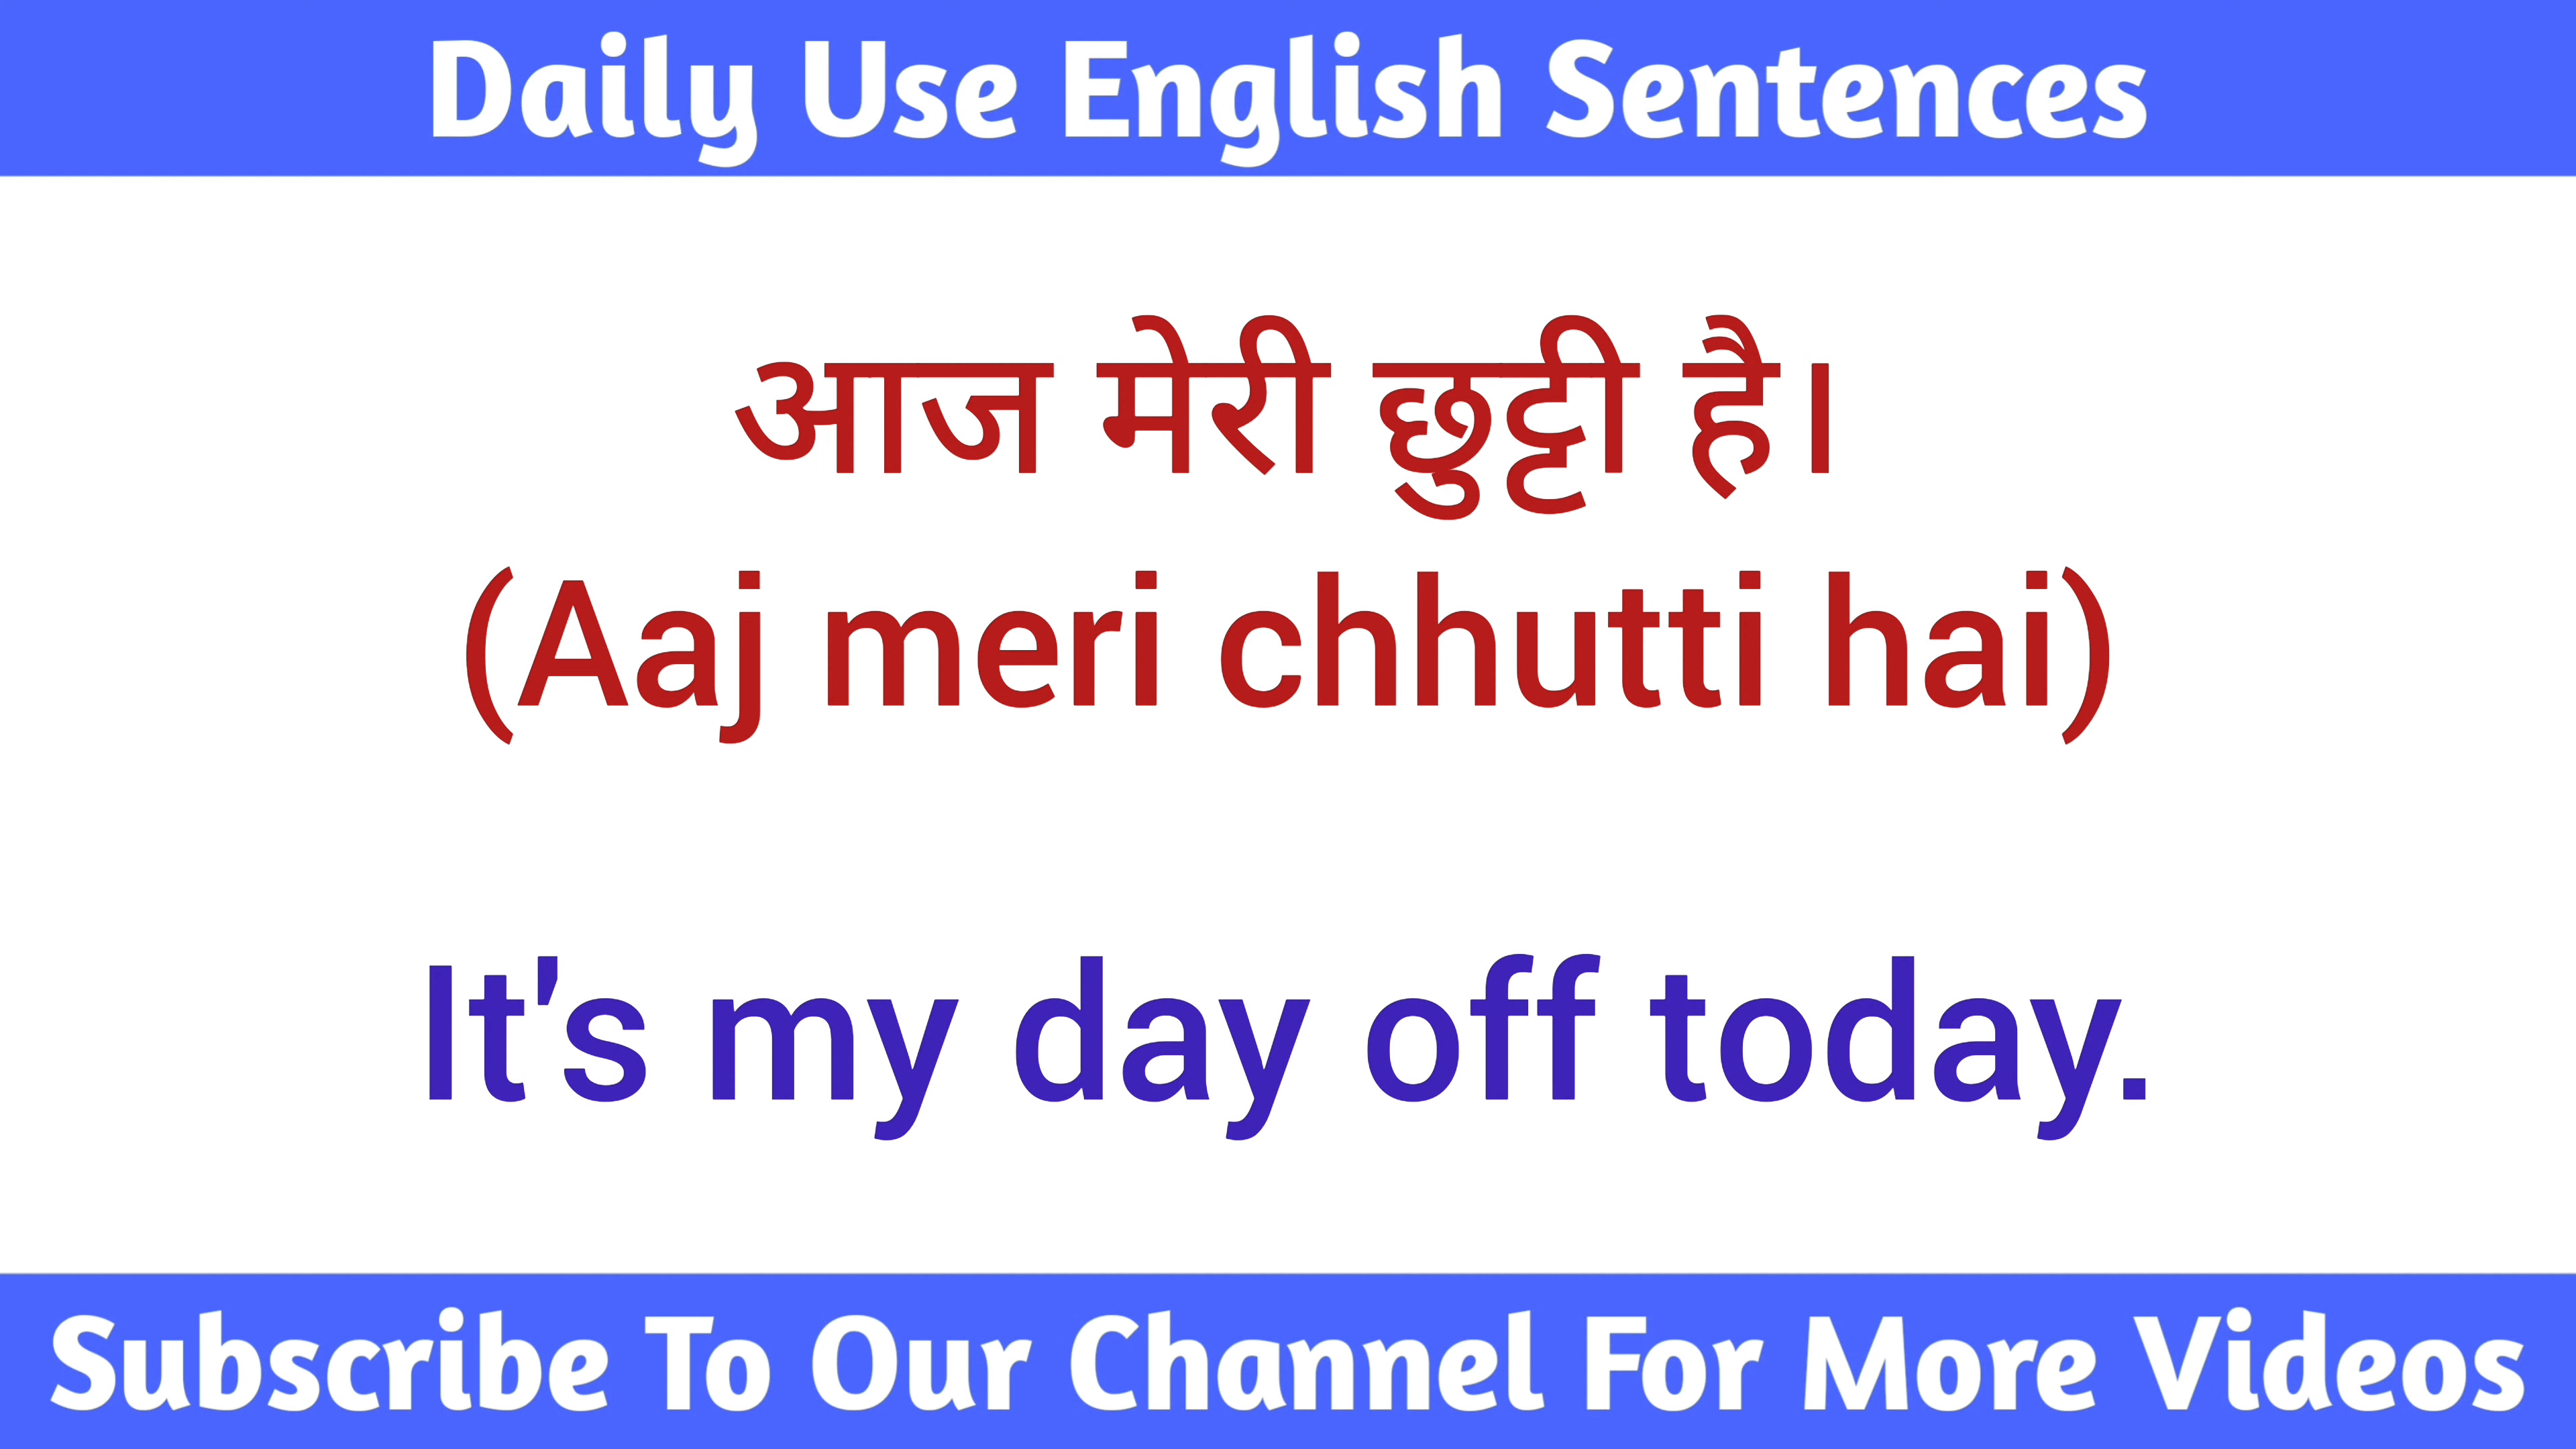 Daily Use English Sentences
आज मेरी छुट्टी है।
(Aaj meri chhutti hai)
It's my day off today.
Subscribe To Our Channel For More Videos